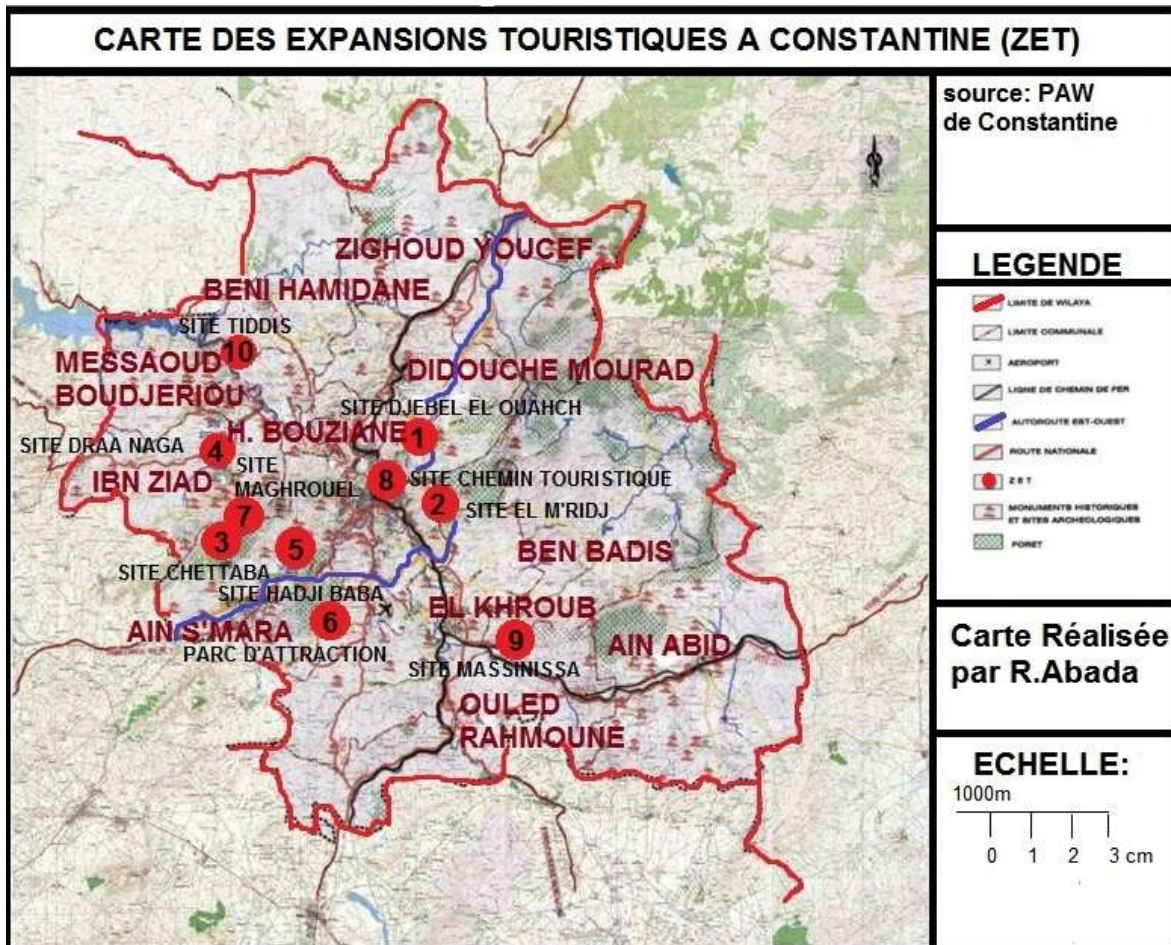 CARTE DES EXPANSIONS TOURISTIQUES A CONSTANTINE (ZET)
source: PAW
de Constantine
ZIGHOUD YOUCEF
BENI HAMIDANE
SITE TIDDIS
10
MESSAOUD
BOUDJERIOU
DIDOUCHE MOURAD
SITE DJEBEL EL OUAHCH
H. BOUZIANE
1
SITE DRAA NAGA
4
SITE
MAGHROUEL
IBN ZIAD
8
SITE CHEMIN TOURISTIQUE
2
SITE EL M'RIDJ
7
3
5
BEN BADIS
SITE CHETTABA
SITE HADJI BABA
EL KHROUB
6
AIN S'MARA
9
AIN ABID
PARC D'ATTRACTION
SITE MASSINISSA
OULED
RAHMOUNE
LEGENDE
LIMITE DE WILAYA
LIMITE COMMUNALE
AEROPORT
LIGNE DE CHEMIN DE FER
AUTOROUTE EST-OUEST
ROUTE NATIONALE
Z E T
MONUMENTS HISTORIQUES
ET SITES ARCHEOLOGIQUES
FORET
Carte Réalisée
par R.Abada
ECHELLE:
1000m
0 1 2 3 cm